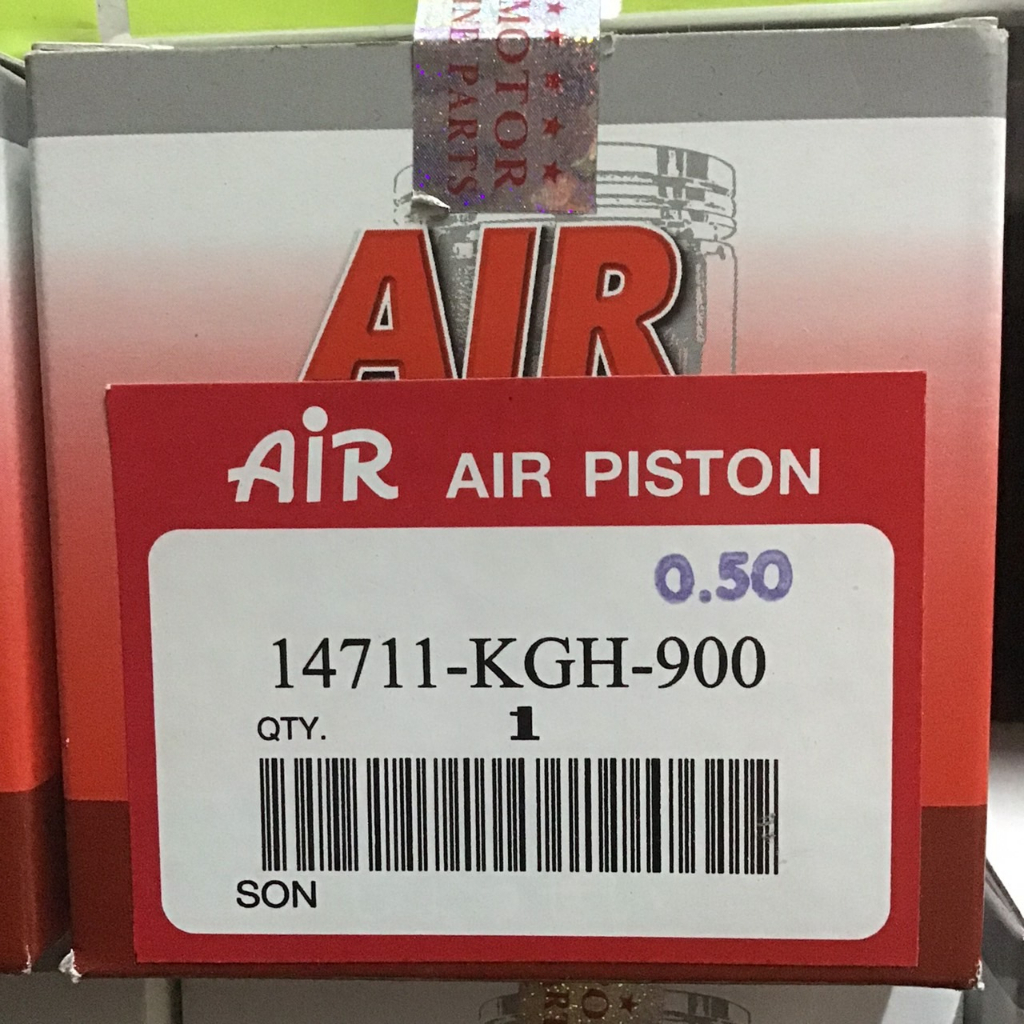 MOTOR
PARTS
AIR
AiR AIR PISTON
0.50
14711-KGH-900
QTY. 1
SON